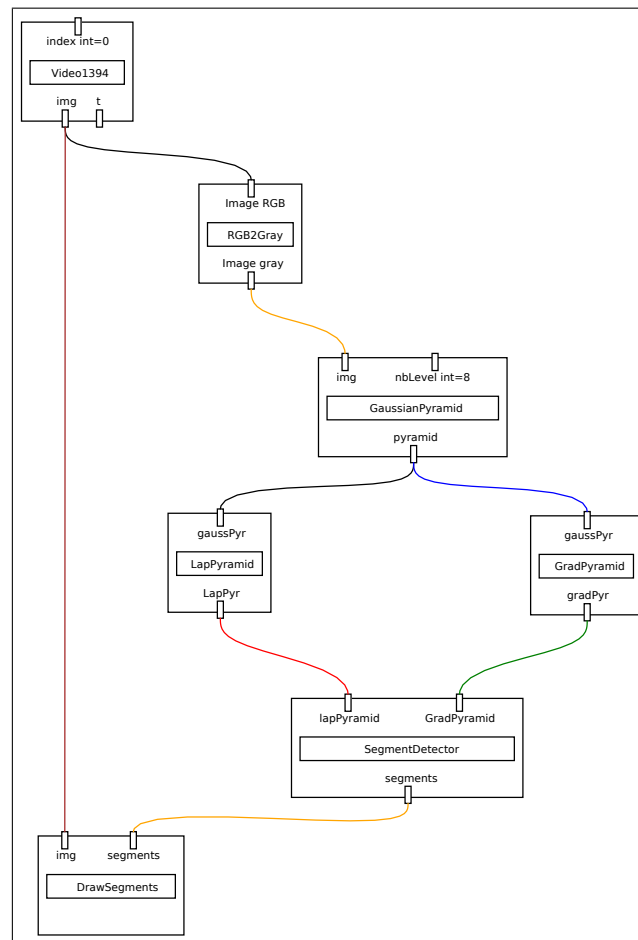 index int=0
Video1394
img t
Image RGB
RGB2Gray
Image gray
img nbLevel int=8
GaussianPyramid
pyramid
gaussPyr
LapPyramid
LapPyr
gaussPyr
GradPyramid
gradPyr
lapPyramid GradPyramid
SegmentDetector
segments
img segments
DrawSegments